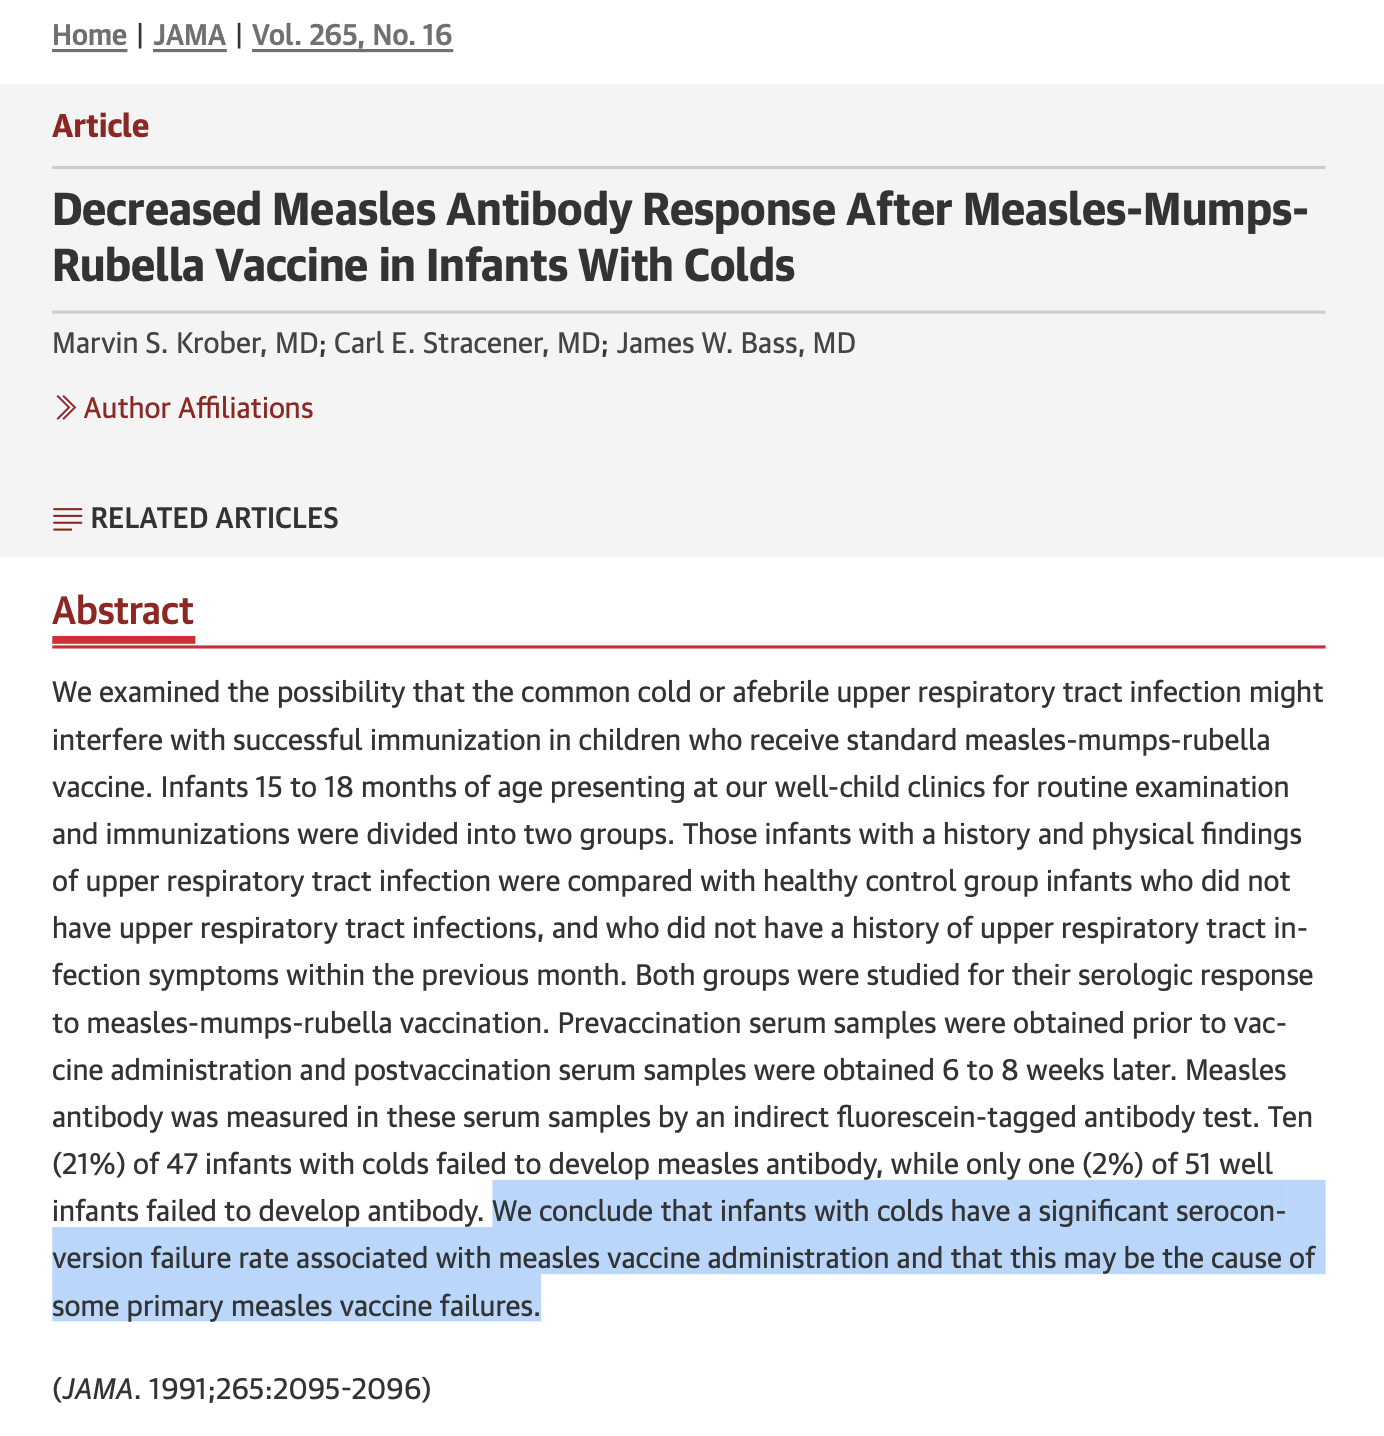 Home | JAMA | Vol. 265, No. 16
Article
Decreased Measles Antibody Response After Measles-Mumps-
Rubella Vaccine in Infants With Colds
Marvin S. Krober, MD; Carl E. Stracener, MD; James W. Bass, MD
Author Affiliations
RELATED ARTICLES
Abstract
We examined the possibility that the common cold or afebrile upper respiratory tract infection might
interfere with successful immunization in children who receive standard measles-mumps-rubella
vaccine. Infants 15 to 18 months of age presenting at our well-child clinics for routine examination
and immunizations were divided into two groups. Those infants with a history and physical findings
of upper respiratory tract infection were compared with healthy control group infants who did not
have upper respiratory tract infections, and who did not have a history of upper respiratory tract in-
fection symptoms within the previous month. Both groups were studied for their serologic response
to measles-mumps-rubella vaccination. Prevaccination serum samples were obtained prior to vac-
cine administration and postvaccination serum samples were obtained 6 to 8 weeks later. Measles
antibody was measured in these serum samples by an indirect fluorescein-tagged antibody test. Ten
(21%) of 47 infants with colds failed to develop measles antibody, while only one (2%) of 51 well
infants failed to develop antibody. We conclude that infants with colds have a significant serocon-
version failure rate associated with measles vaccine administration and that this may be the cause of
some primary measles vaccine failures.
(JAMA. 1991;265:2095-2096)